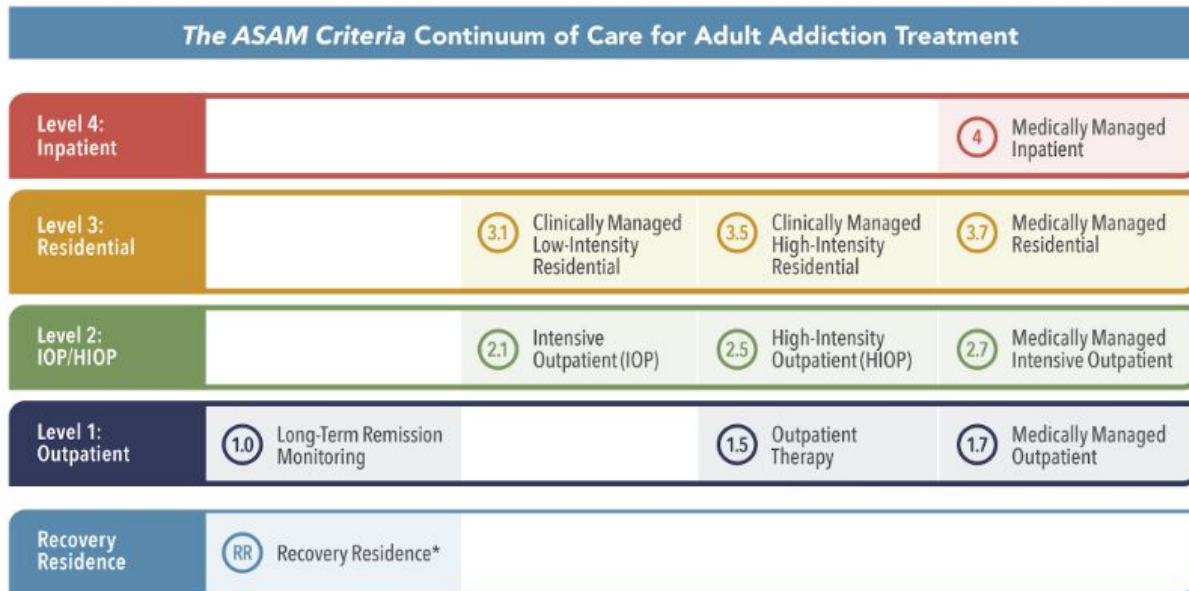 The ASAM Criteria Continuum of Care for Adult Addiction Treatment
Level 4:
Inpatient
4
Medically Managed
Inpatient
Level 3:
Residential
3.1
Clinically Managed
Low-Intensity
Residential
3.5
Clinically Managed
High-Intensity
Residential
3.7
Medically Managed
Residential
Level 2:
IOP/HIOP
2.1
Intensive
Outpatient (IOP)
2.5
High-Intensity
Outpatient (HIOP)
2.7
Medically Managed
Intensive Outpatient
Level 1:
Outpatient
1.0
Long-Term Remission
Monitoring
1.5
Outpatient
Therapy
1.7
Medically Managed
Outpatient
Recovery
Residence
RR
Recovery Residence*